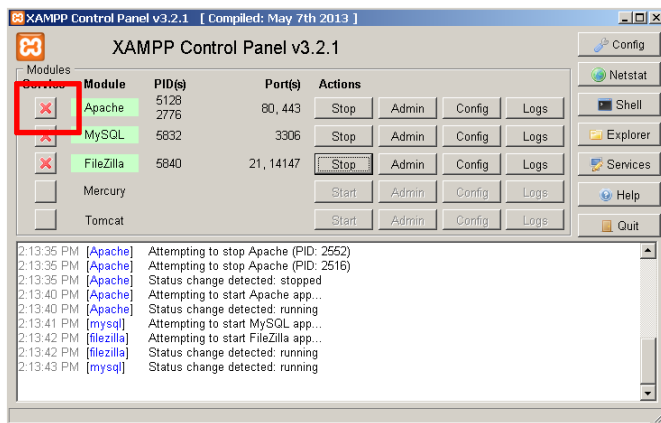 XAMPP Control Panel v3.2.1 [ Compiled: May 7th 2013 ]
XAMPP Control Panel v3.2.1
Config
Modules
Service Module PID(s) Port(s) Actions
Netstat
Apache 5128 2776 80, 443 Stop Admin Config Logs
Shell
MySQL 5832 3306 Stop Admin Config Logs
Explorer
FileZilla 5840 21, 14147 Stop Admin Config Logs
Services
Mercury Start Admin Config Logs
Help
Tomcat Start Admin Config Logs
Quit
2:13:35 PM [Apache] Attempting to stop Apache (PID: 2552)
2:13:35 PM [Apache] Attempting to stop Apache (PID: 2516)
2:13:35 PM [Apache] Status change detected: stopped
2:13:40 PM [Apache] Attempting to start Apache app...
2:13:40 PM [Apache] Status change detected: running
2:13:41 PM [mysql] Attempting to start MySQL app...
2:13:42 PM [filezilla] Attempting to start FileZilla app...
2:13:42 PM [filezilla] Status change detected: running
2:13:43 PM [mysql] Status change detected: running